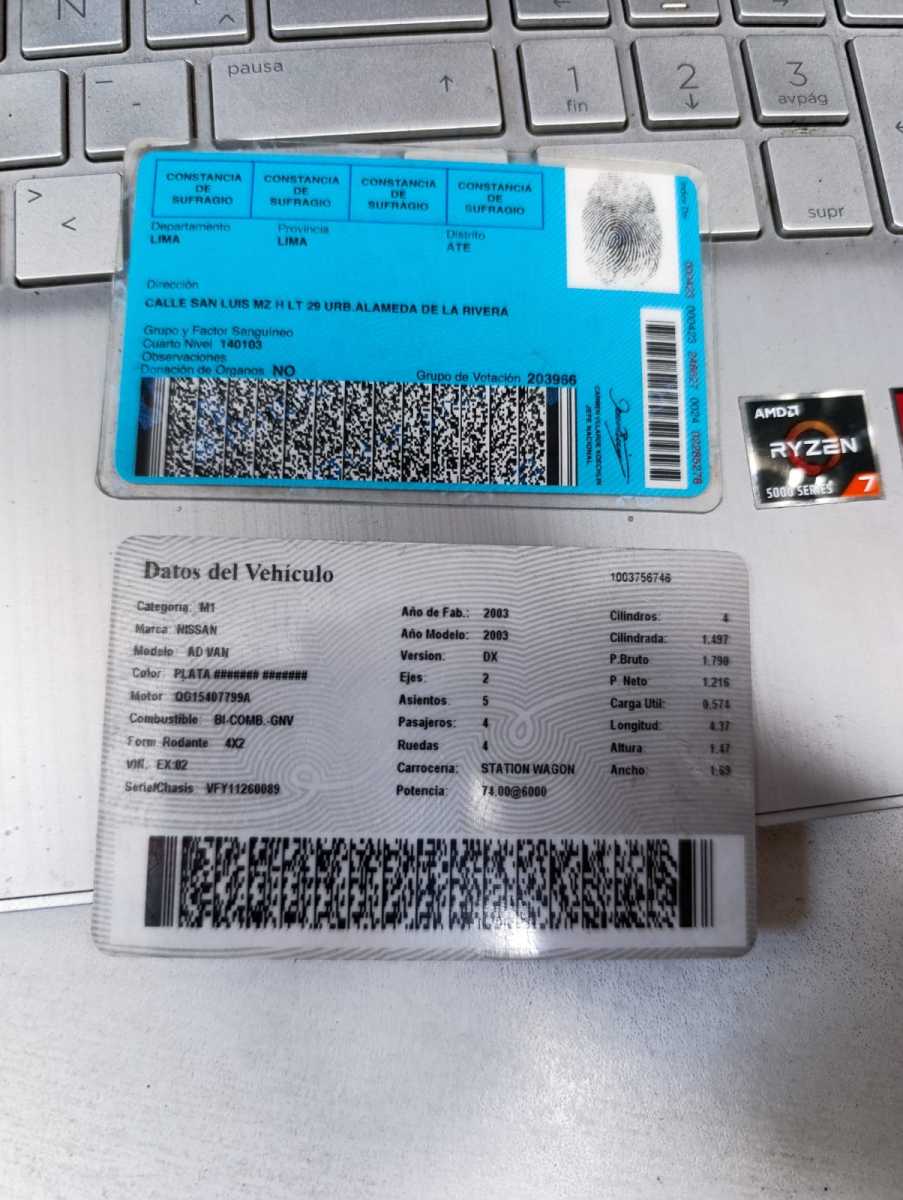 N
^
pausa
↑
1
fin
2
↓
3
avpág
-
>
<
supr
CONSTANCIA DE SUFRAGIO
CONSTANCIA DE SUFRAGIO
CONSTANCIA DE SUFRAGIO
CONSTANCIA DE SUFRAGIO
Departamento
LIMA
Provincia
LIMA
Distrito
ATE
Dirección
CALLE SAN LUIS MZ H LT 29 URB.ALAMEDA DE LA RIVERA
Grupo y Factor Sanguíneo
Cuarto Nivel 140103
Observaciones
Donación de Organos NO
Grupo de Votación 203966
JEFE NACIONAL
AMD
RYZEN
5000 SERIES 7
Datos del Vehículo
1003756746
Categoria: M1
Marca: NISSAN
Modelo AD VAN
Color PLATA ####### #######
Motor QG15407799A
Combustible BI-COMB.-GNV
Form Rodante 4X2
VIN. EX:02
Serie/Chasis VFY11260089
Año de Fab.: 2003
Año Modelo: 2003
Version: DX
Ejes: 2
Asientos 5
Pasajeros: 4
Ruedas 4
Carroceria: STATION WAGON
Potencia: 74.00@6000
Cilindros: 4
Cilindrada: 1.497
P.Bruto 1.790
P. Neto 1.216
Carga Util: 0.574
Longitud: 4.37
Altura: 1.47
Ancho: 1.69